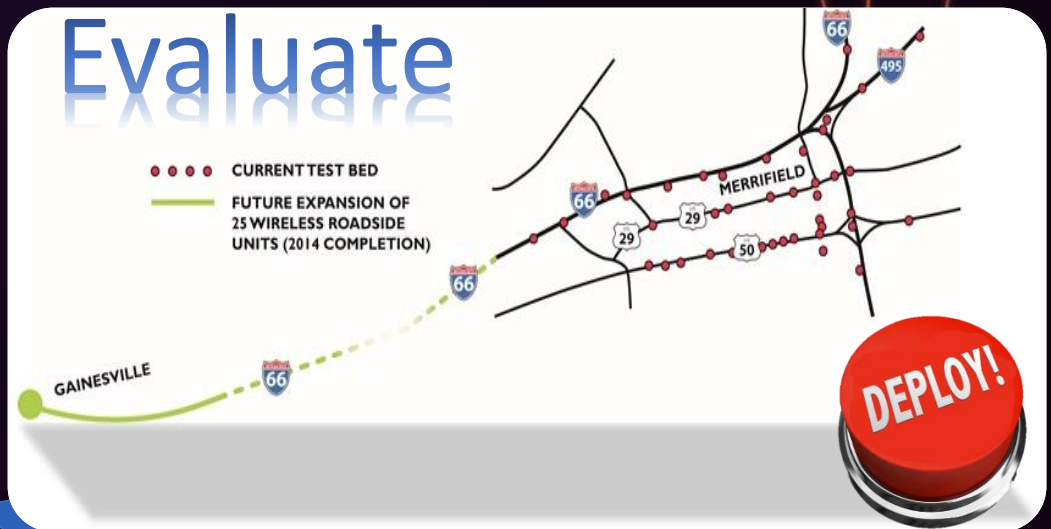 Evaluate
CURRENT TEST BED
FUTURE EXPANSION OF
25 WIRELESS ROADSIDE
UNITS (2014 COMPLETION)
66
495
MERRIFIELD
66
29
29
50
66
66
GAINESVILLE
DEPLOY!